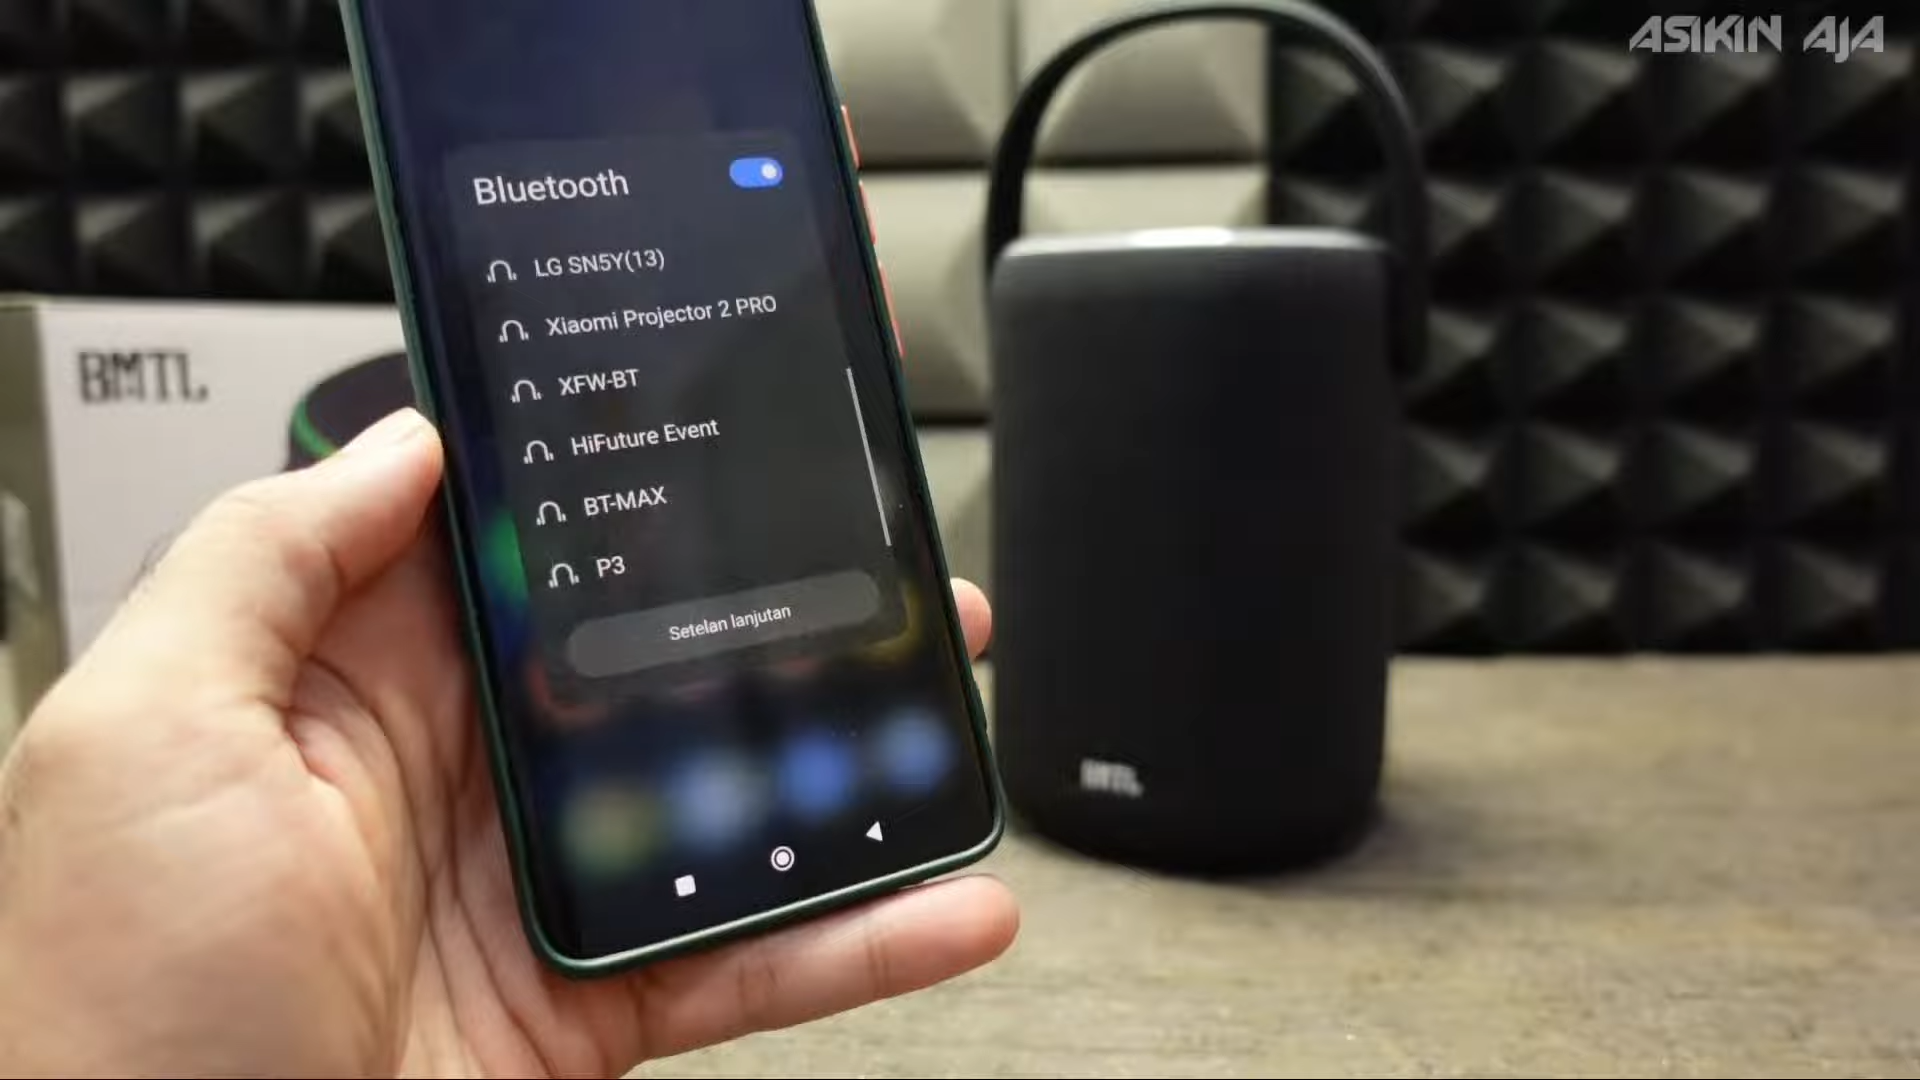 ASIKIN AJA
Bluetooth
LG SN5Y(13)
Xiaomi Projector 2 PRO
XFW-BT
HiFuture Event
BT-MAX
P3
Setelan lanjutan
BMTL
BMTL